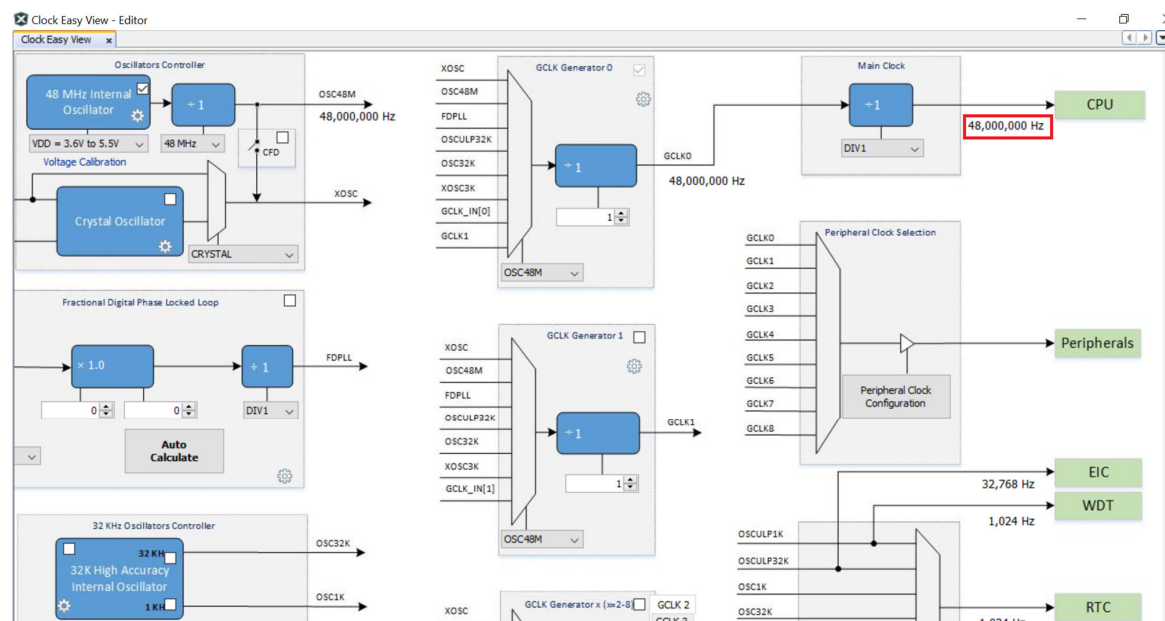 Clock Easy View - Editor
Clock Easy View
Oscillators Controller
48 MHz Internal
Oscillator
÷ 1
VDD = 3.6V to 5.5V
48 MHz
Voltage Calibration
CFD
OSC48M
48,000,000 Hz
XOSC
Crystal Oscillator
CRYSTAL
Fractional Digital Phase Locked Loop
× 1.0
÷ 1
FDPLL
0
0
DIV1
Auto
Calculate
32 KHz Oscillators Controller
32 KH
32K High Accuracy
Internal Oscillator
1 KH
OSC32K
OSC1K
GCLK Generator 0
XOSC
OSC48M
FDPLL
OSCULP32K
OSC32K
XOSC3K
GCLK_IN[0]
GCLK1
÷ 1
1
OSC48M
GCLK0
48,000,000 Hz
GCLK Generator 1
XOSC
OSC48M
FDPLL
OSCULP32K
OSC32K
XOSC3K
GCLK_IN[1]
÷ 1
1
OSC48M
GCLK1
GCLK Generator x (x=2-8)
GCLK 2
GCLK 3
XOSC
Main Clock
÷1
DIV1
48,000,000 Hz
CPU
Peripheral Clock Selection
GCLK0
GCLK1
GCLK2
GCLK3
GCLK4
GCLK5
GCLK6
GCLK7
GCLK8
Peripheral Clock
Configuration
Peripherals
EIC
32,768 Hz
WDT
1,024 Hz
OSCULP1K
OSCULP32K
OSC1K
OSC32K
RTC
1,024 Hz